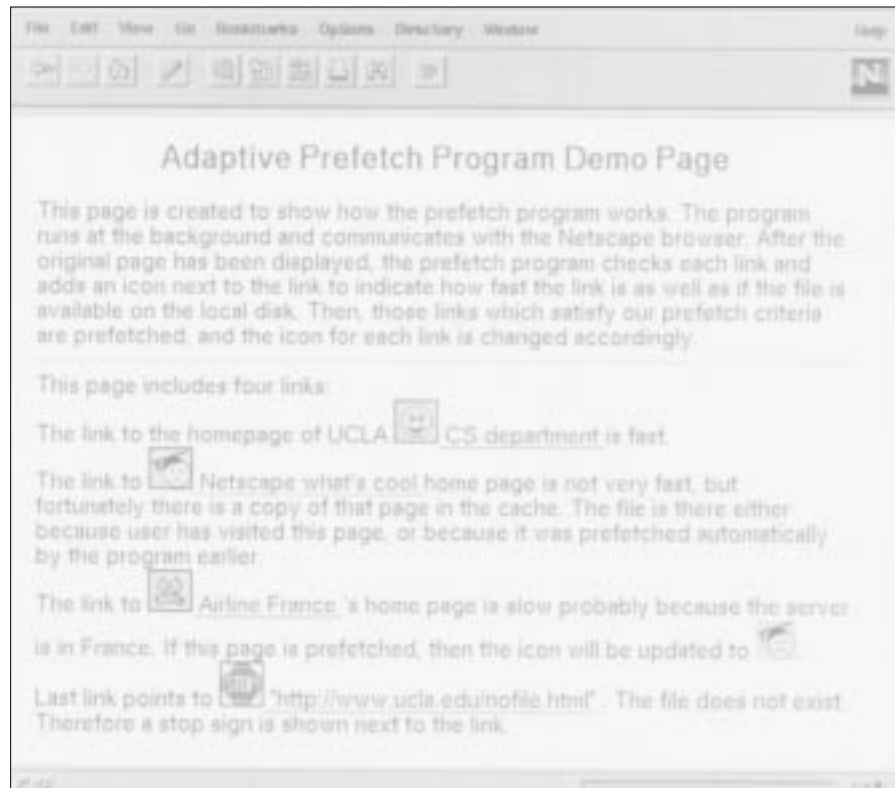 File Edit View Go Bookmarks Options Directory Window Help
N
Adaptive Prefetch Program Demo Page
This page is created to show how the prefetch program works. The program
runs at the background and communicates with the Netscape browser. After the
original page has been displayed, the prefetch program checks each link and
adds an icon next to the link to indicate how fast the link is as well as if the file is
available on the local disk. Then, those links which satisfy our prefetch criteria
are prefetched, and the icon for each link is changed accordingly.
This page includes four links:
The link to the homepage of UCLA CS department is fast.
The link to Netscape what's cool home page is not very fast, but
fortunately there is a copy of that page in the cache. The file is there either
because user has visited this page, or because it was prefetched automatically
by the program earlier.
The link to Airline France 's home page is slow probably because the server
is in France. If this page is prefetched, then the icon will be updated to .
Last link points to "http://www.ucla.edu/nofile.html" . The file does not exist.
Therefore a stop sign is shown next to the link.